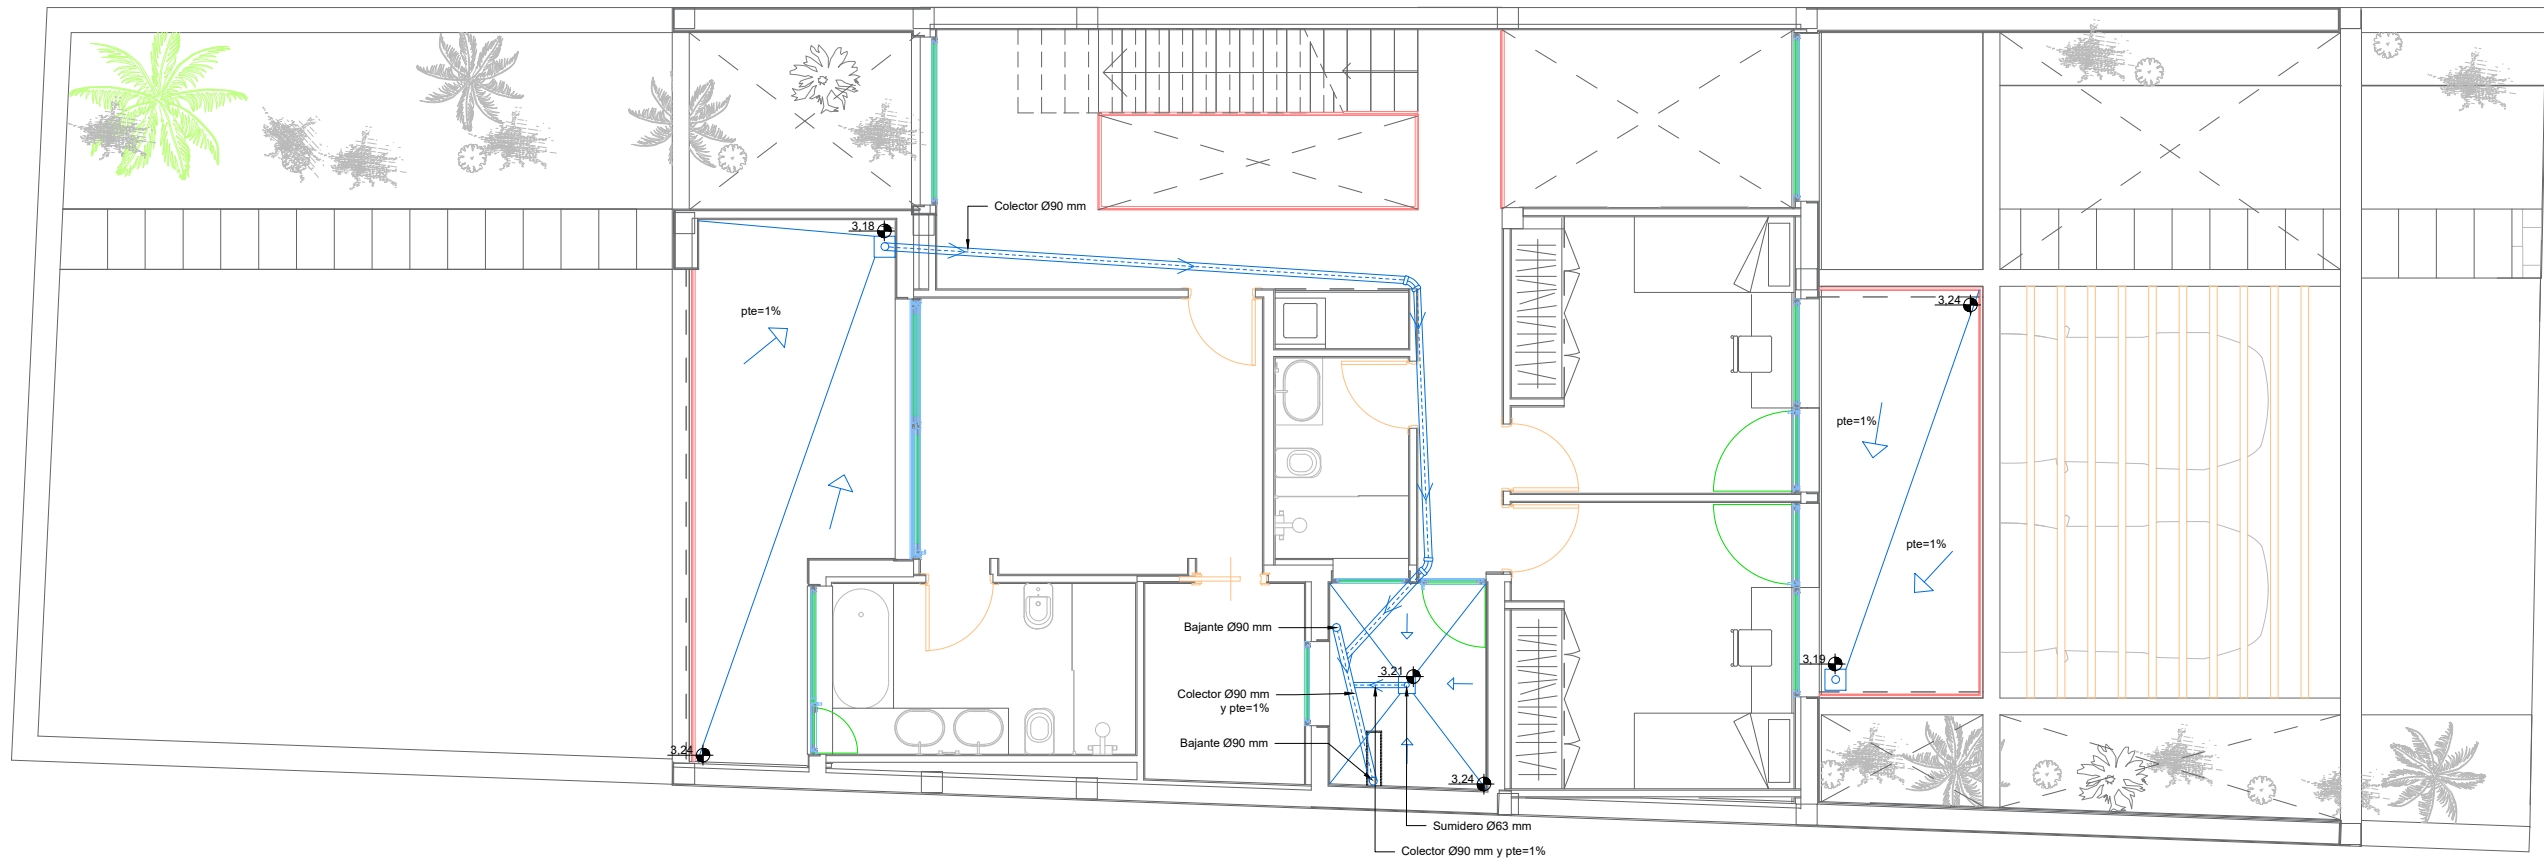 Colector Ø90 mm
3,18
pte=1%
3,24
pte=1%
pte=1%
Bajante Ø90 mm
3,21
3,19
Colector Ø90 mm
y pte=1%
Bajante Ø90 mm
3,24
3,24
Sumidero Ø63 mm
Colector Ø90 mm y pte=1%